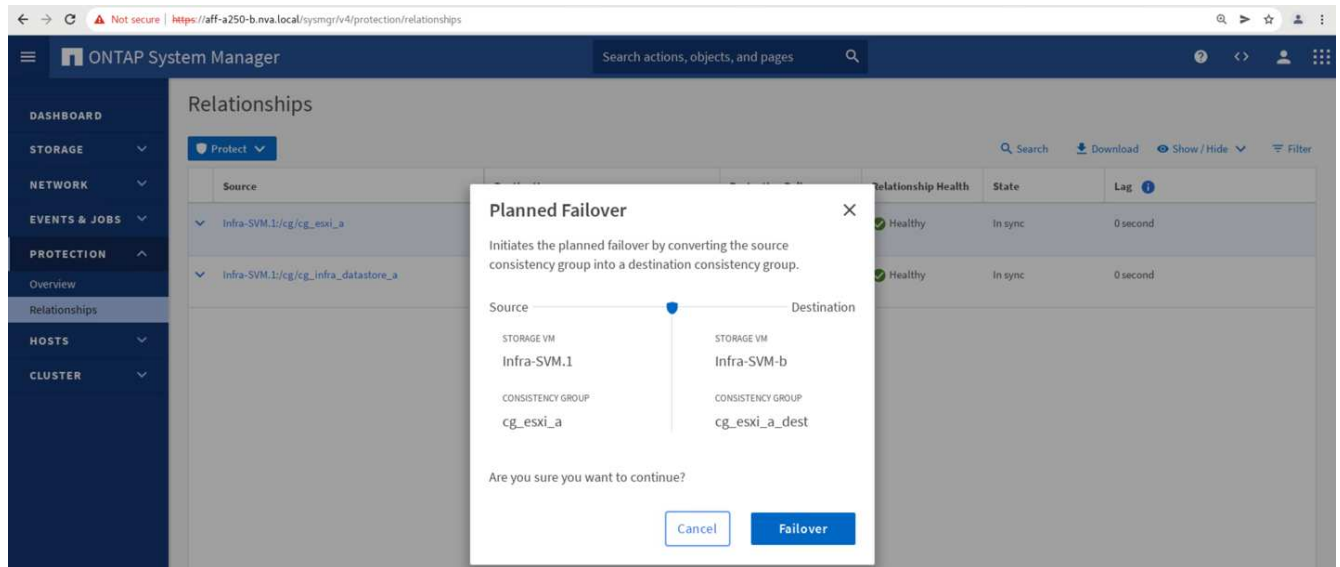 Not secure | https://aff-a250-b.nva.local/sysmgr/v4/protection/relationships
ONTAP System Manager
Search actions, objects, and pages
DASHBOARD
STORAGE
NETWORK
EVENTS & JOBS
PROTECTION
Overview
Relationships
HOSTS
CLUSTER
Relationships
Protect
Search
Download
Show / Hide
Filter
Source
Relationship Health
State
Lag
Infra-SVM.1:/cg/cg_esxi_a
Healthy
In sync
0 second
Infra-SVM.1:/cg/cg_infra_datastore_a
Healthy
In sync
0 second
Planned Failover
Initiates the planned failover by converting the source
consistency group into a destination consistency group.
Source
Destination
STORAGE VM
Infra-SVM.1
STORAGE VM
Infra-SVM-b
CONSISTENCY GROUP
cg_esxi_a
CONSISTENCY GROUP
cg_esxi_a_dest
Are you sure you want to continue?
Cancel
Failover